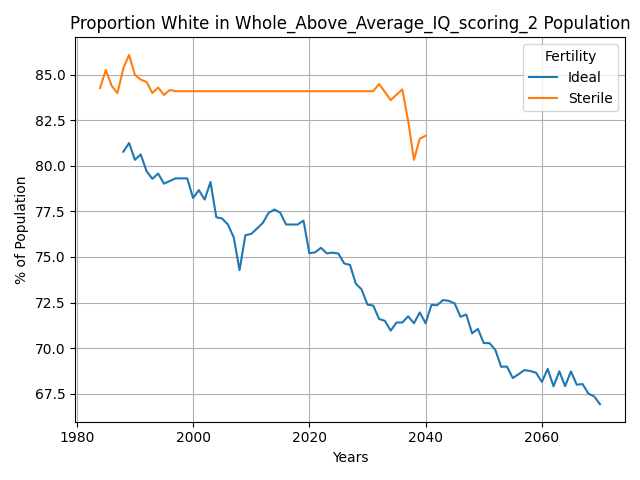 Proportion White in Whole_Above_Average_IQ_scoring_2 Population
Fertility
Ideal
Sterile
85.0
82.5
80.0
77.5
75.0
72.5
70.0
67.5
% of Population
1980
2000
2020
2040
2060
Years